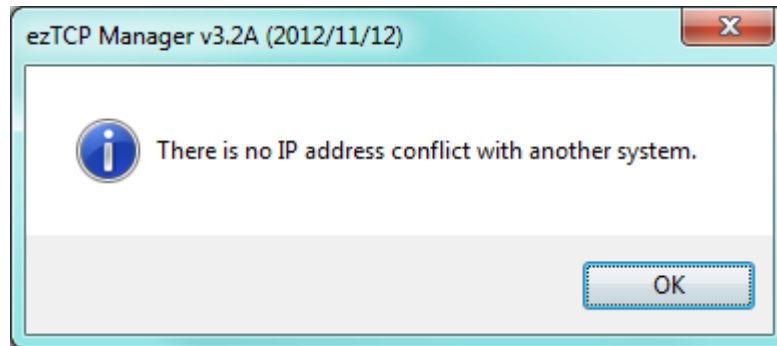 ezTCP Manager v3.2A (2012/11/12)
There is no IP address conflict with another system.
OK